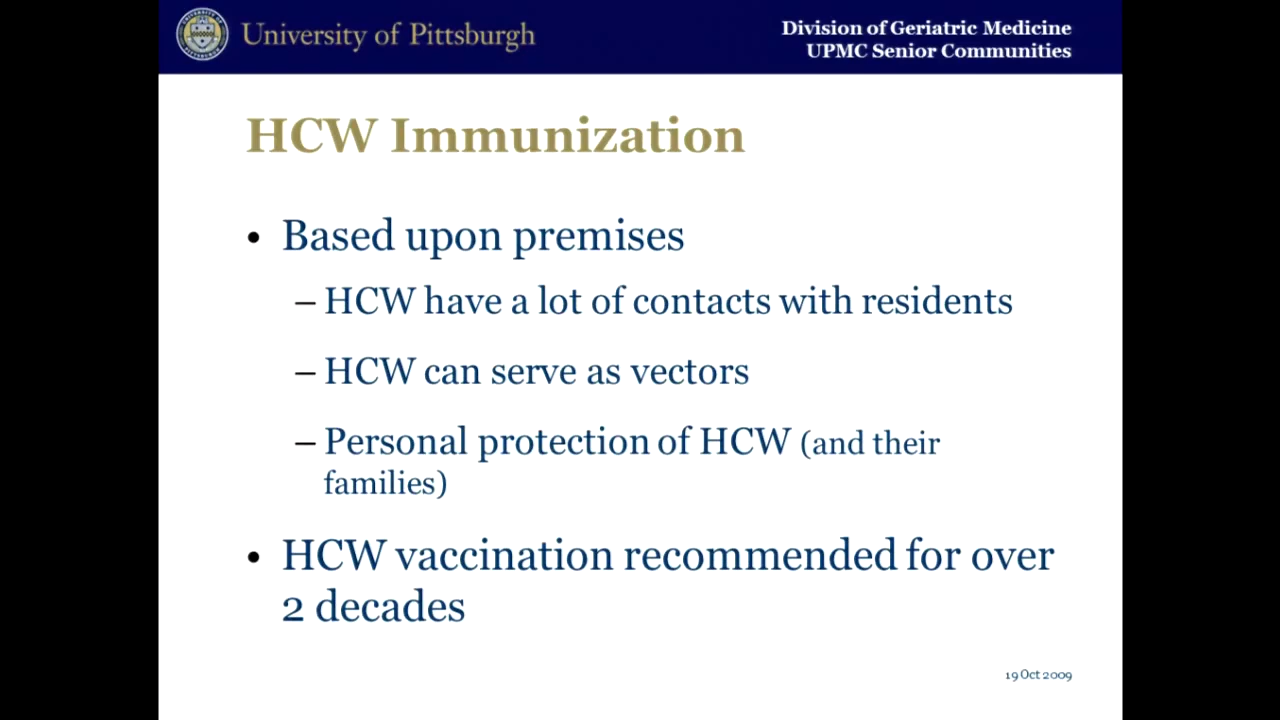 University of Pittsburgh
Division of Geriatric Medicine
UPMC Senior Communities
HCW Immunization
• Based upon premises
– HCW have a lot of contacts with residents
– HCW can serve as vectors
– Personal protection of HCW (and their
families)
• HCW vaccination recommended for over
2 decades
19 Oct 2009